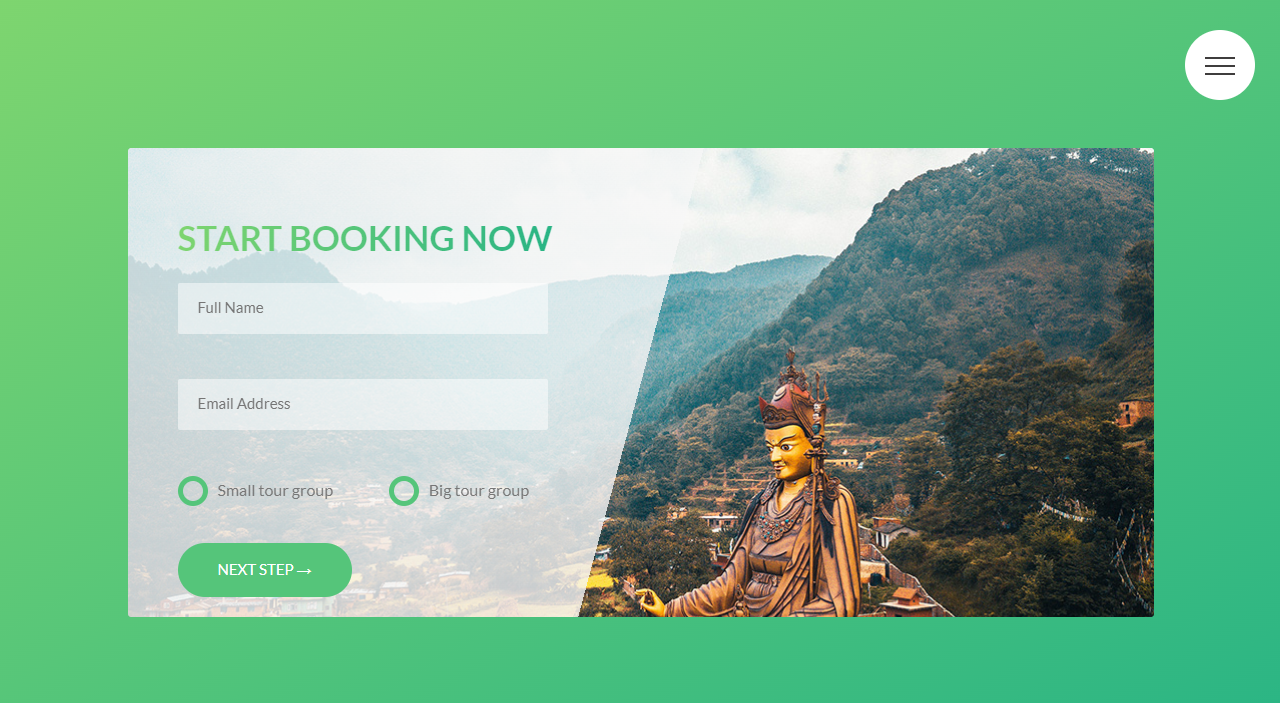 START BOOKING NOW
Full Name
Email Address
Small tour group
Big tour group
NEXT STEP →